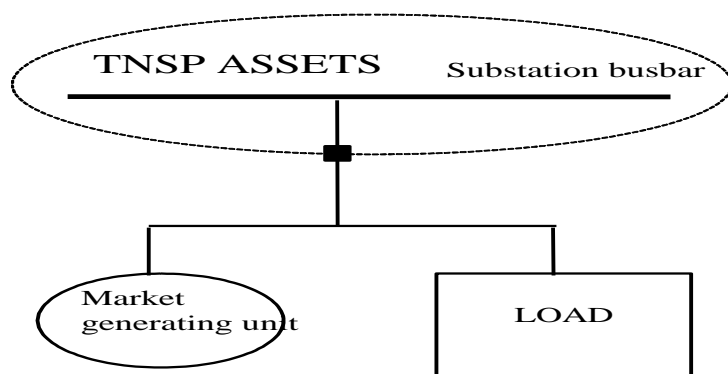 TNSP ASSETS
Substation busbar
Market
generating unit
LOAD